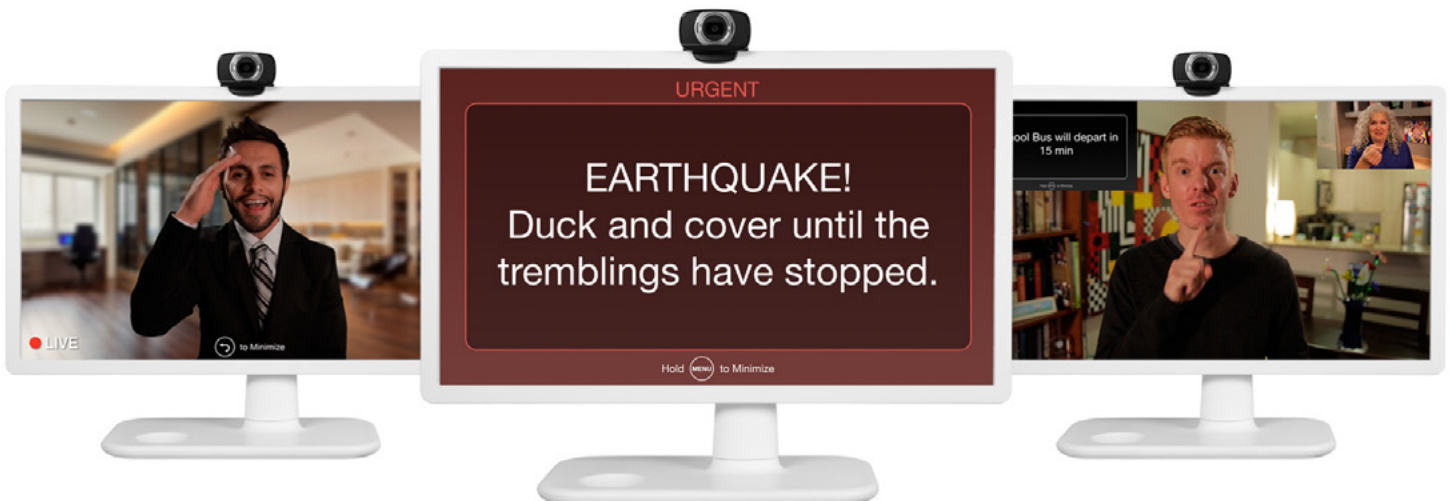 LIVE
to Minimize
URGENT
EARTHQUAKE!
Duck and cover until the
tremblings have stopped.
Hold MENU to Minimize
ool Bus will depart in
15 min